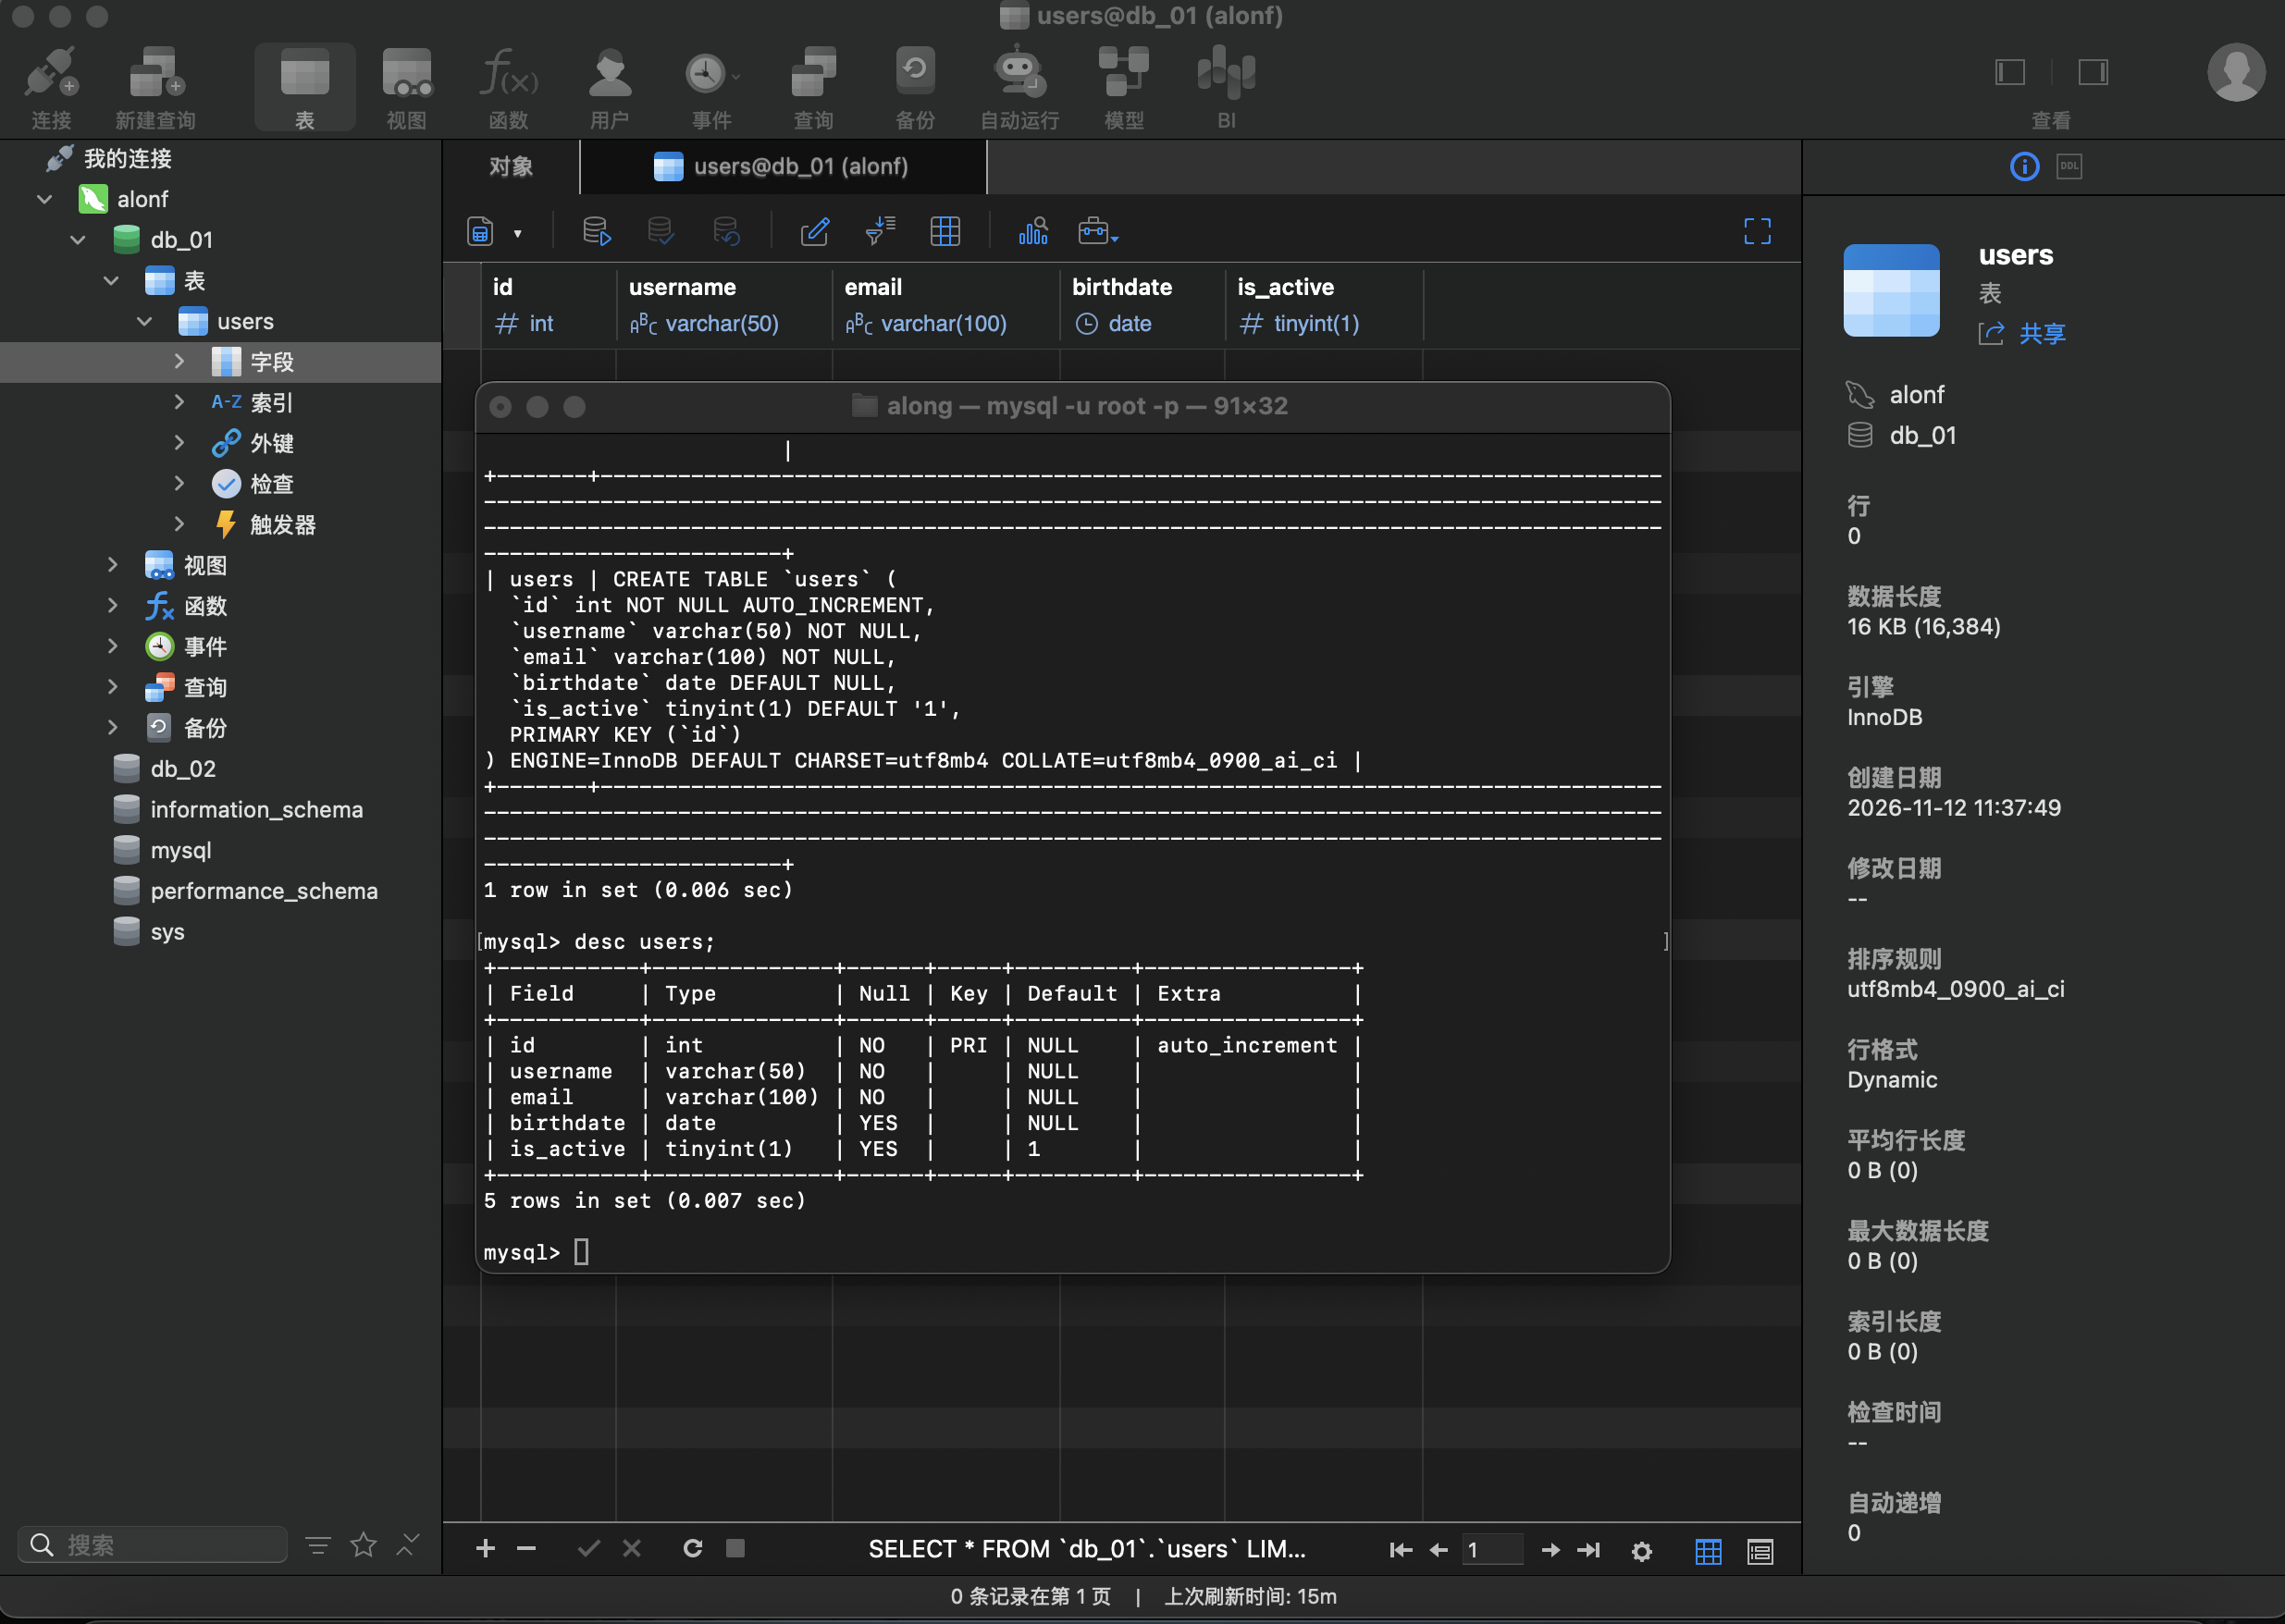 users@db_01 (alonf)
连接
新建查询
表
视图
函数
用户
事件
查询
备份
自动运行
模型
BI
查看
我的连接
alonf
db_01
表
users
字段
A-Z 索引
外键
检查
触发器
视图
函数
事件
查询
备份
db_02
information_schema
mysql
performance_schema
sys
搜索
对象
users@db_01 (alonf)
id
# int
username
ABC varchar(50)
email
ABC varchar(100)
birthdate
date
is_active
# tinyint(1)
along — mysql -u root -p — 91×32
|
+-------+----------------------------------------------------------------------------------
-------------------------------------------------------------------------------------------
-------------------------------------------------------------------------------------------
-----------------------+
| users | CREATE TABLE `users` (
  `id` int NOT NULL AUTO_INCREMENT,
  `username` varchar(50) NOT NULL,
  `email` varchar(100) NOT NULL,
  `birthdate` date DEFAULT NULL,
  `is_active` tinyint(1) DEFAULT '1',
  PRIMARY KEY (`id`)
) ENGINE=InnoDB DEFAULT CHARSET=utf8mb4 COLLATE=utf8mb4_0900_ai_ci |
+-------+----------------------------------------------------------------------------------
-------------------------------------------------------------------------------------------
-------------------------------------------------------------------------------------------
-----------------------+
1 row in set (0.006 sec)
[mysql> desc users; ]
+-----------+--------------+------+-----+---------+----------------+
| Field     | Type         | Null | Key | Default | Extra          |
+-----------+--------------+------+-----+---------+----------------+
| id        | int          | NO   | PRI | NULL    | auto_increment |
| username  | varchar(50)  | NO   |     | NULL    |                |
| email     | varchar(100) | NO   |     | NULL    |                |
| birthdate | date         | YES  |     | NULL    |                |
| is_active | tinyint(1)   | YES  |     | 1       |                |
+-----------+--------------+------+-----+---------+----------------+
5 rows in set (0.007 sec)
mysql>
SELECT * FROM `db_01`.`users` LIM...
1
0 条记录在第 1 页 | 上次刷新时间: 15m
DDL
users
表
共享
alonf
db_01
行
0
数据长度
16 KB (16,384)
引擎
InnoDB
创建日期
2026-11-12 11:37:49
修改日期
--
排序规则
utf8mb4_0900_ai_ci
行格式
Dynamic
平均行长度
0 B (0)
最大数据长度
0 B (0)
索引长度
0 B (0)
检查时间
--
自动递增
0